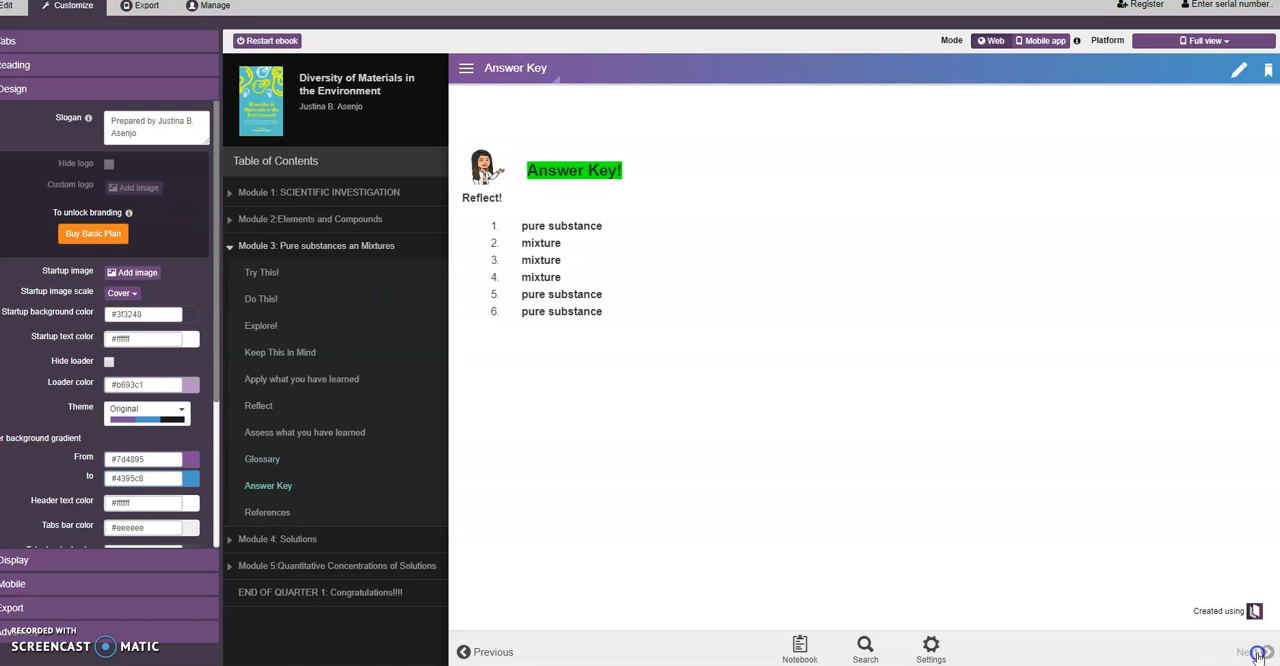 Edit Customize Export Manage Register Enter serial number..
Tabs
Restart ebook Mode Web Mobile app Platform Full view
Reading
Design
Slogan
Prepared by Justina B.
Asenjo
Hide logo
Custom logo Add image
To unlock branding
Buy Basic Plan
Startup image Add image
Startup image scale Cover
Startup background color #3f3248
Startup text color #ffffff
Hide loader
Loader color #b693c1
Theme Original
er background gradient
From #7d4895
to #4395c8
Header text color #ffffff
Tabs bar color #eeeeee
Display
Mobile
Export
RECORDED WITH
SCREENCAST MATIC
Diversity of Materials in
the Environment
Justina B. Asenjo
Table of Contents
Module 1: SCIENTIFIC INVESTIGATION
Module 2:Elements and Compounds
Module 3: Pure substances an Mixtures
Try This!
Do This!
Explore!
Keep This in Mind
Apply what you have learned
Reflect
Assess what you have learned
Glossary
Answer Key
References
Module 4: Solutions
Module 5:Quantitative Concentrations of Solutions
END OF QUARTER 1: Congratulations!!!!
Answer Key
Answer Key!
Reflect!
1. pure substance
2. mixture
3. mixture
4. mixture
5. pure substance
6. pure substance
Created using
Previous Notebook Search Settings